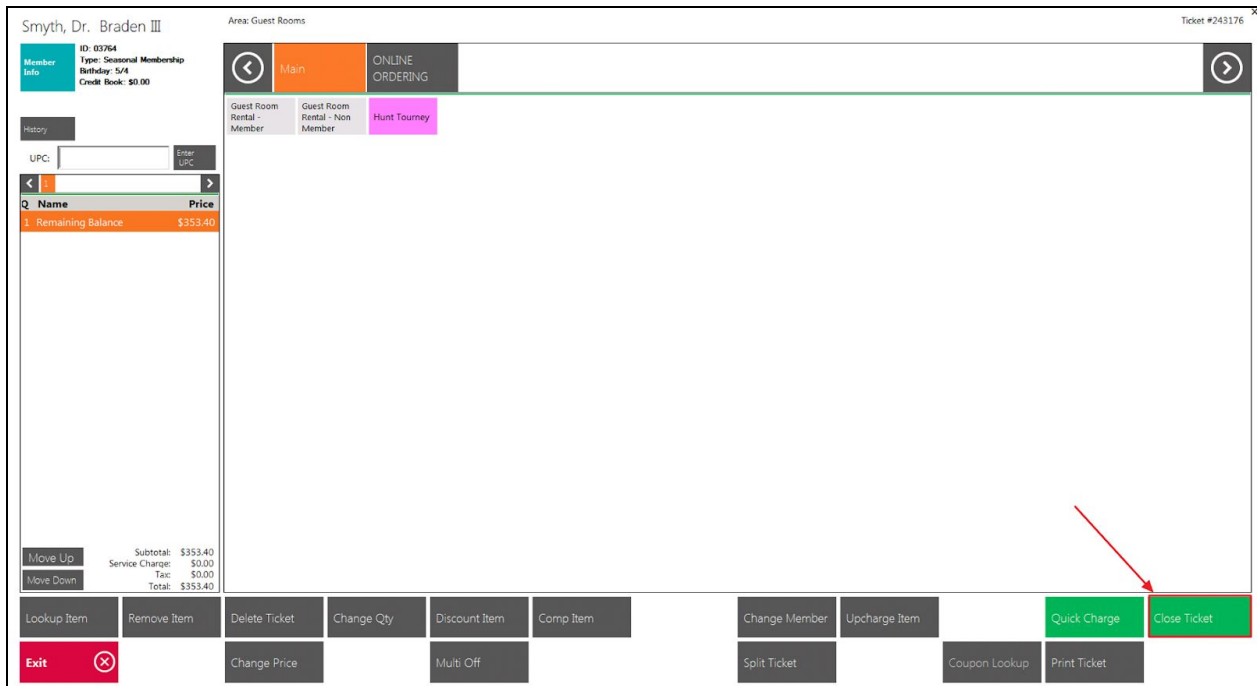 Smyth, Dr.  Braden III
Area: Guest Rooms
Ticket #243176
x
Member
Info
ID: 03764
Type: Seasonal Membership
Birthday: 5/4
Credit Book: $0.00
Main
ONLINE
ORDERING
Guest Room
Rental -
Member
Guest Room
Rental - Non
Member
Hunt Tourney
History
UPC:
Enter
UPC
1
Q Name Price
1 Remaining Balance $353.40
Move Up
Move Down
Subtotal: $353.40
Service Charge: $0.00
Tax: $0.00
Total: $353.40
Lookup Item
Remove Item
Delete Ticket
Change Qty
Discount Item
Comp Item
Change Member
Upcharge Item
Quick Charge
Close Ticket
Exit
Change Price
Multi Off
Split Ticket
Coupon Lookup
Print Ticket